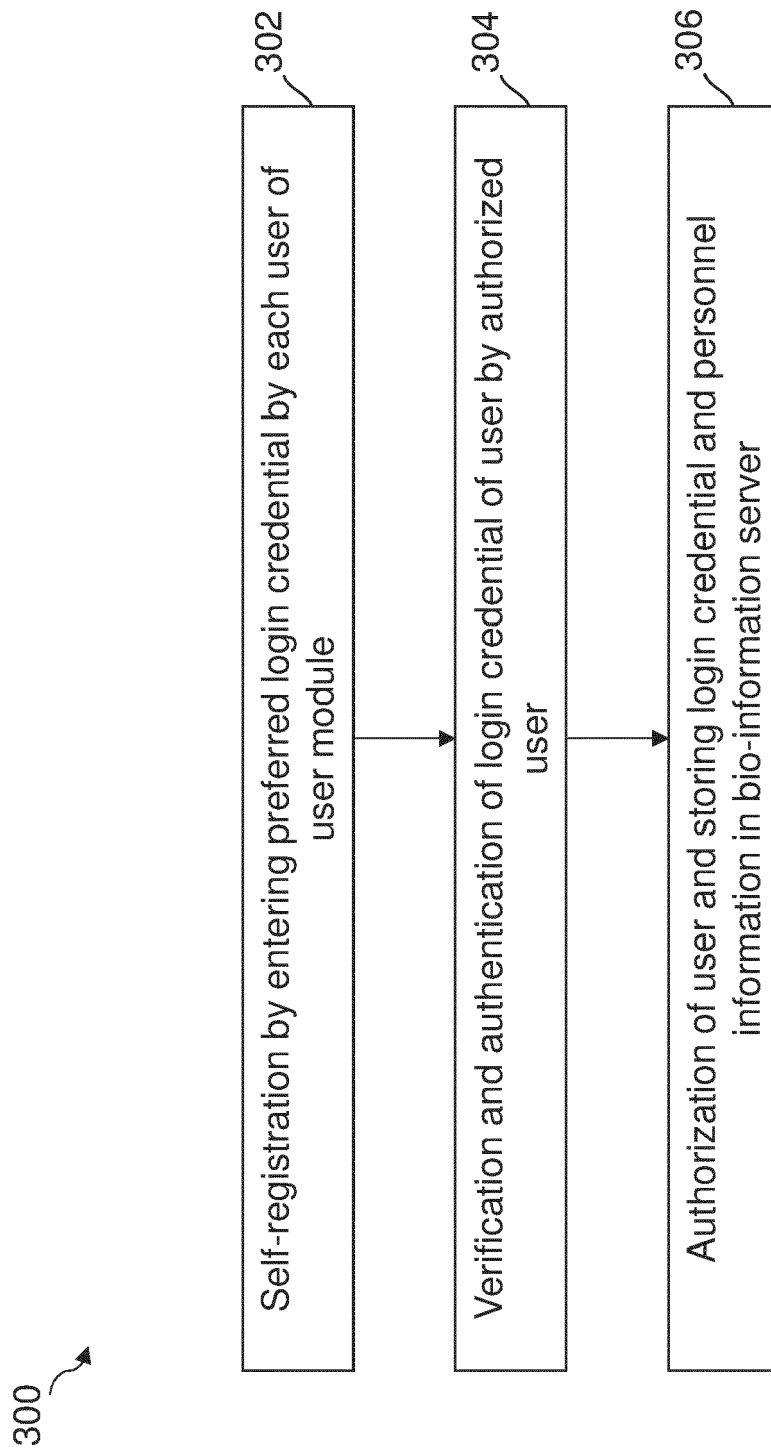 300
302
Self-registration by entering preferred login credential by each user of
user module
304
Verification and authentication of login credential of user by authorized
user
306
Authorization of user and storing login credential and personnel
information in bio-information server